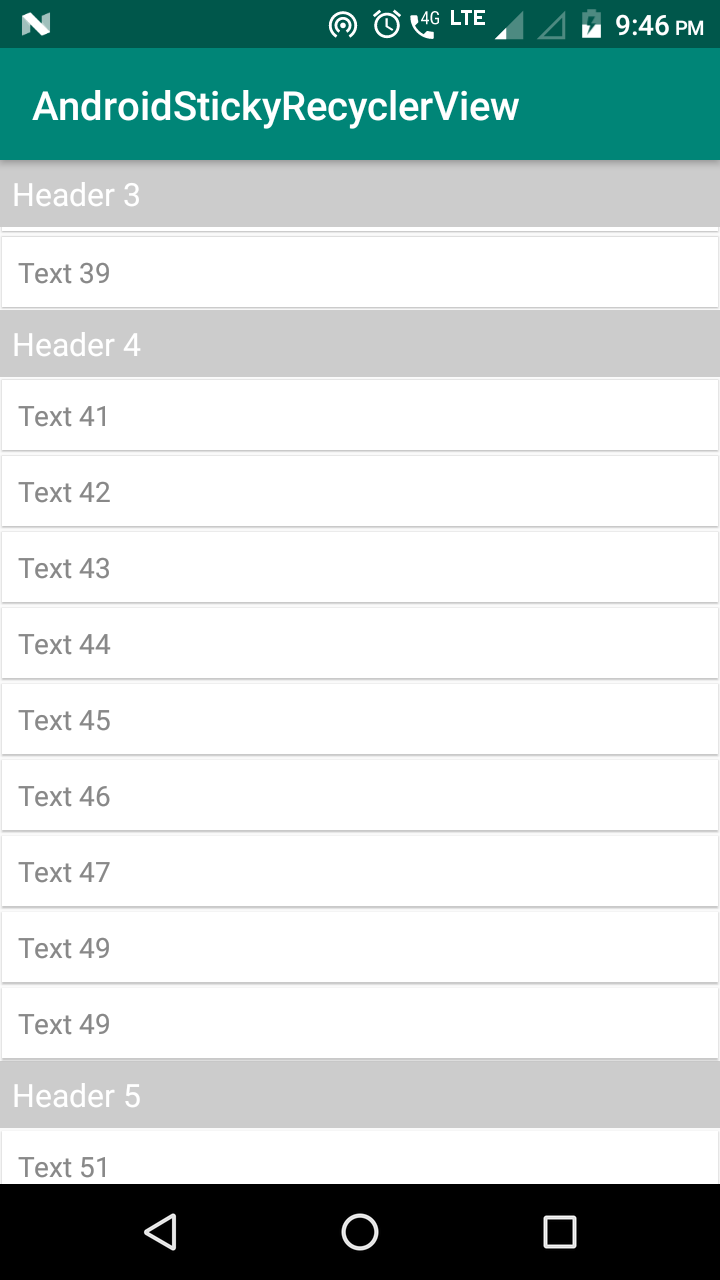 4G LTE 9:46 PM
AndroidStickyRecyclerView
Header 3
Text 39
Header 4
Text 41
Text 42
Text 43
Text 44
Text 45
Text 46
Text 47
Text 49
Text 49
Header 5
Text 51